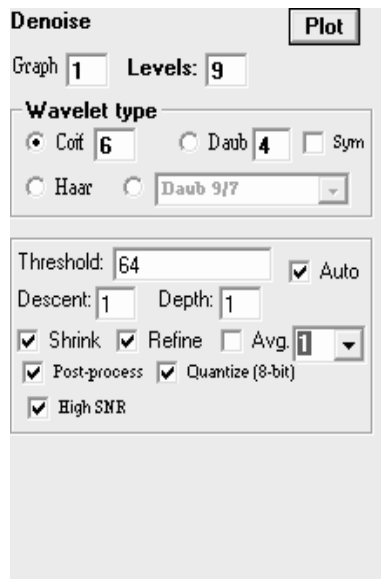 Denoise Plot
Graph 1 Levels: 9
Wavelet type
Coif 6 Daub 4 Sym
Haar Daub 9/7
Threshold: 64 Auto
Descent: 1 Depth: 1
Shrink Refine Avg. 1
Post-process Quantize (8-bit)
High SNR